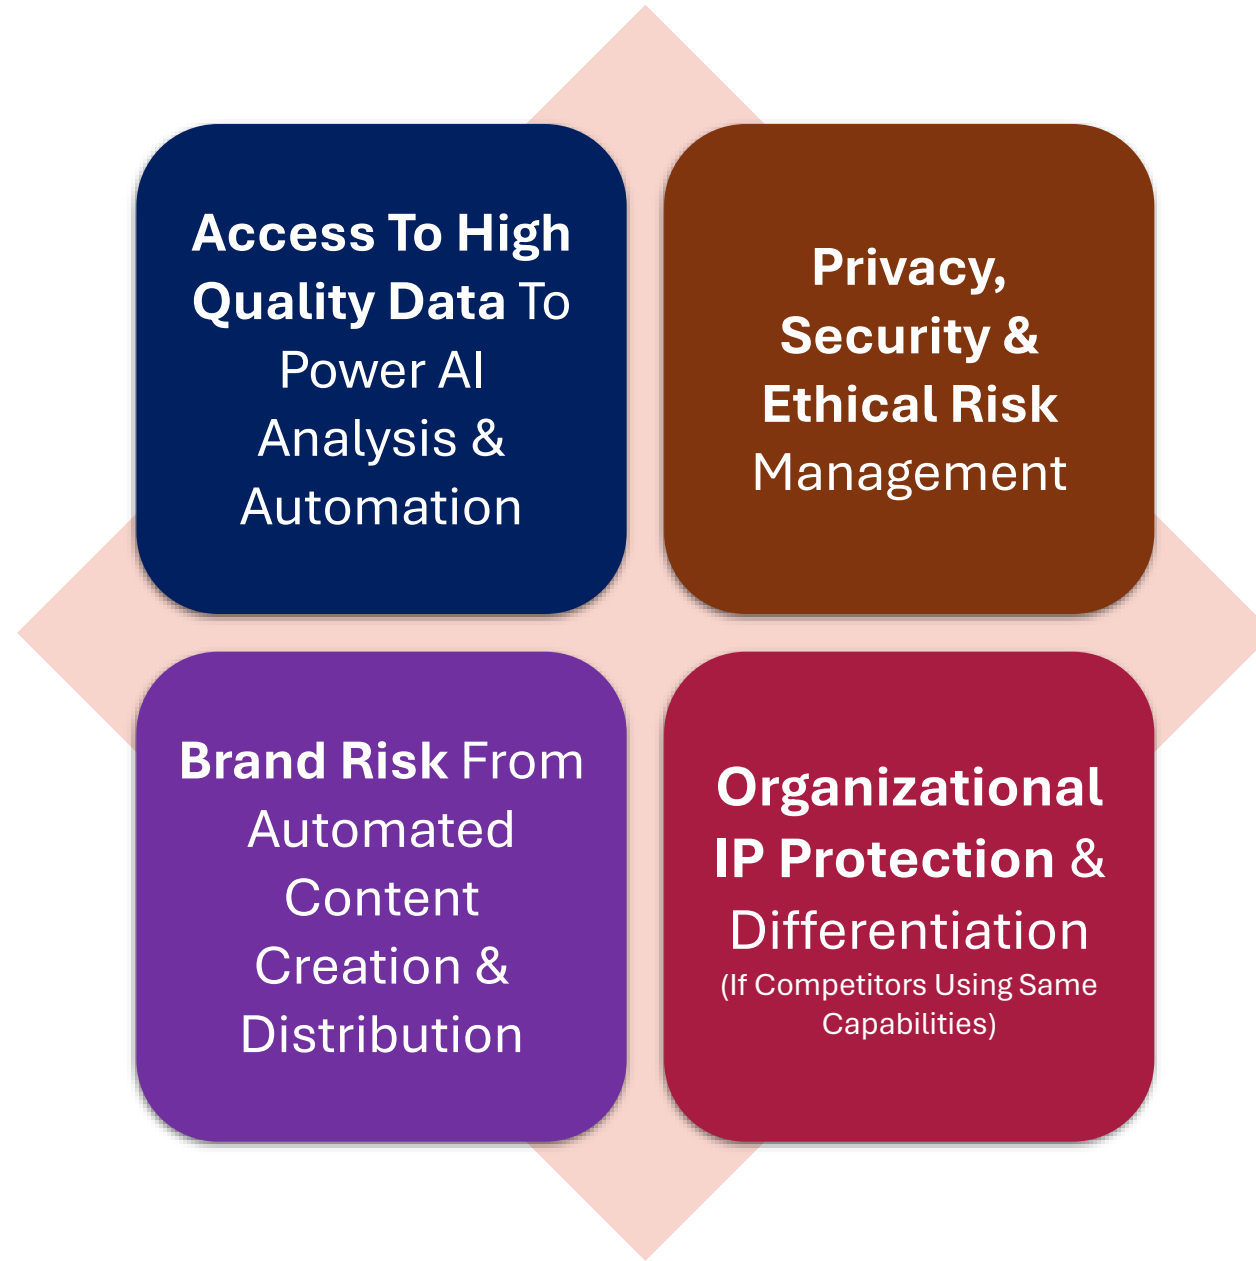 Access To High
Quality Data To
Power AI
Analysis &
Automation
Privacy,
Security &
Ethical Risk
Management
Brand Risk From
Automated
Content
Creation &
Distribution
Organizational
IP Protection &
Differentiation
(If Competitors Using Same
Capabilities)